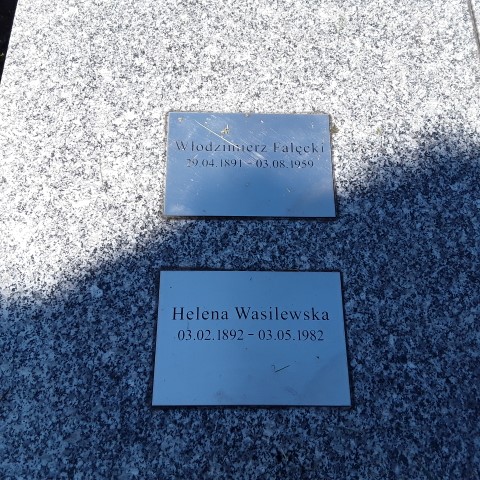 Włodzimierz Fałęcki
29.04.1891 - 03.08.1959
Helena Wasilewska
03.02.1892 - 03.05.1982